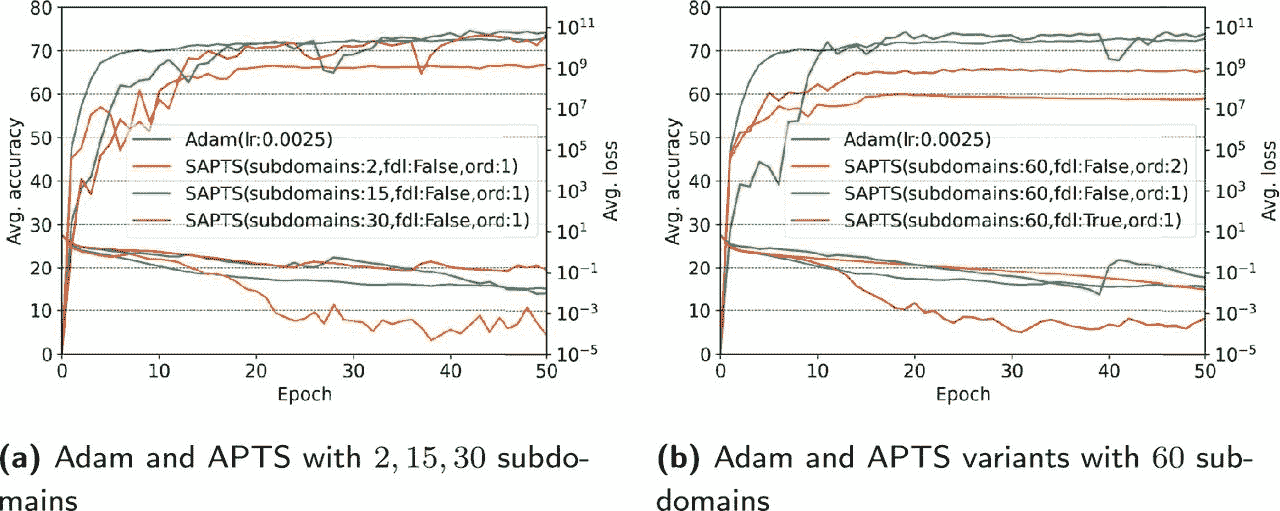 80
70
60
50
40
30
20
10
0
Avg. accuracy
Adam(lr:0.0025)
SAPTS(subdomains:2,fdl:False,ord:1)
SAPTS(subdomains:15,fdl:False,ord:1)
SAPTS(subdomains:30,fdl:False,ord:1)
10^11
10^9
10^7
10^5
10^3
10^1
10^−1
10^−3
10^−5
Avg. loss
0 10 20 30 40 50
Epoch
(a) Adam and APTS with 2, 15, 30 subdo-
mains
80
70
60
50
40
30
20
10
0
Avg. accuracy
Adam(lr:0.0025)
SAPTS(subdomains:60,fdl:False,ord:2)
SAPTS(subdomains:60,fdl:False,ord:1)
SAPTS(subdomains:60,fdl:True,ord:1)
10^11
10^9
10^7
10^5
10^3
10^1
10^−1
10^−3
10^−5
Avg. loss
0 10 20 30 40 50
Epoch
(b) Adam and APTS variants with 60 sub-
domains